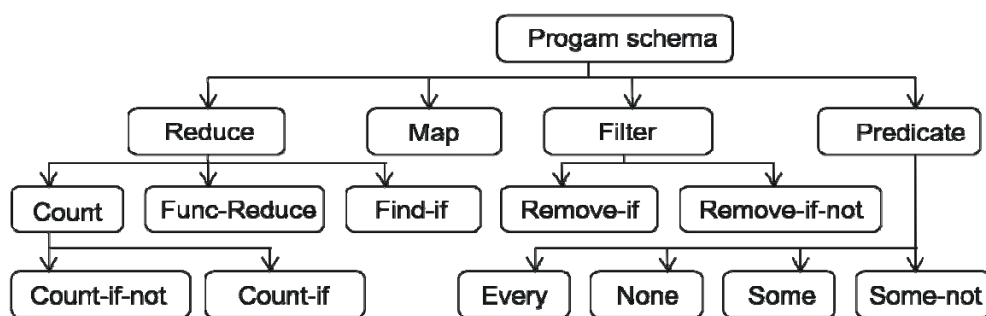 Progam schema
Reduce
Map
Filter
Predicate
Count
Func-Reduce
Find-if
Remove-if
Remove-if-not
Count-if-not
Count-if
Every
None
Some
Some-not